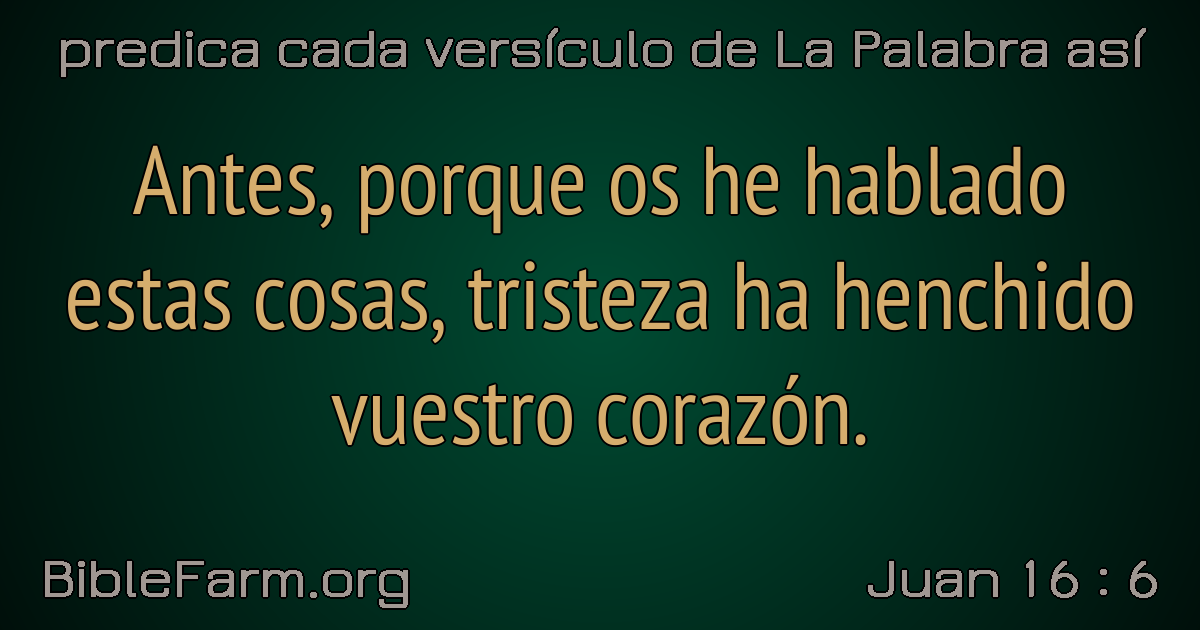 predica cada versículo de La Palabra así
Antes, porque os he hablado
estas cosas, tristeza ha henchido
vuestro corazón.
BibleFarm.org
Juan 16 : 6